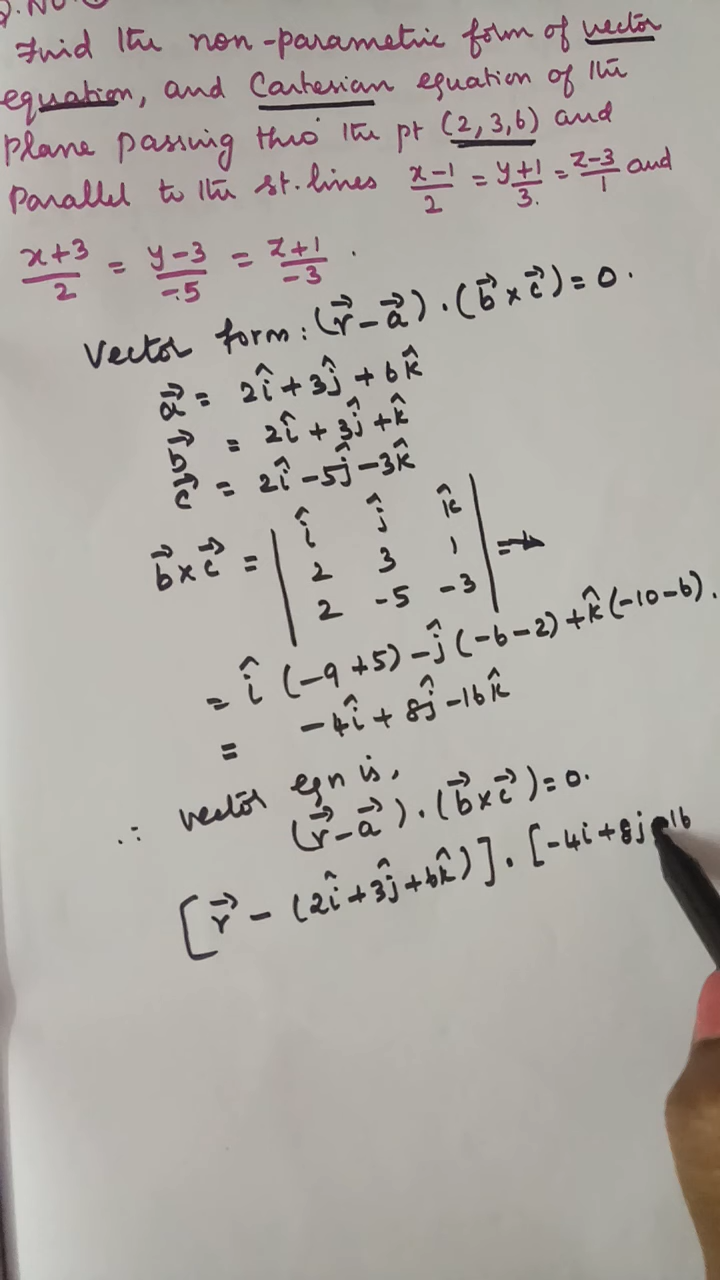 Q.No
Find the non-parametric form of vector
equation, and Cartesian equation of the
plane passing thro' the pt (2, 3, 6) and
parallel to the st. lines x-1/2 = y+1/3 = z-3/1 and
x+3/2 = y-3/-5 = z+1/-3 .
Vector form: (r⃗ - a⃗) . (b⃗ × c⃗) = 0.
a⃗ = 2î + 3ĵ + 6k̂
b⃗ = 2î + 3ĵ + k̂
c⃗ = 2î - 5ĵ - 3k̂
b⃗ × c⃗ = | î ĵ k̂
2 3 1
2 -5 -3 | =
= î (-9 + 5) - ĵ (-6 - 2) + k̂ (-10 - 6).
= -4î + 8ĵ - 16k̂
∴ vector eqn is,
(r⃗ - a⃗) . (b⃗ × c⃗) = 0.
[r⃗ - (2î + 3ĵ + 6k̂)] . [-4i + 8j - 16